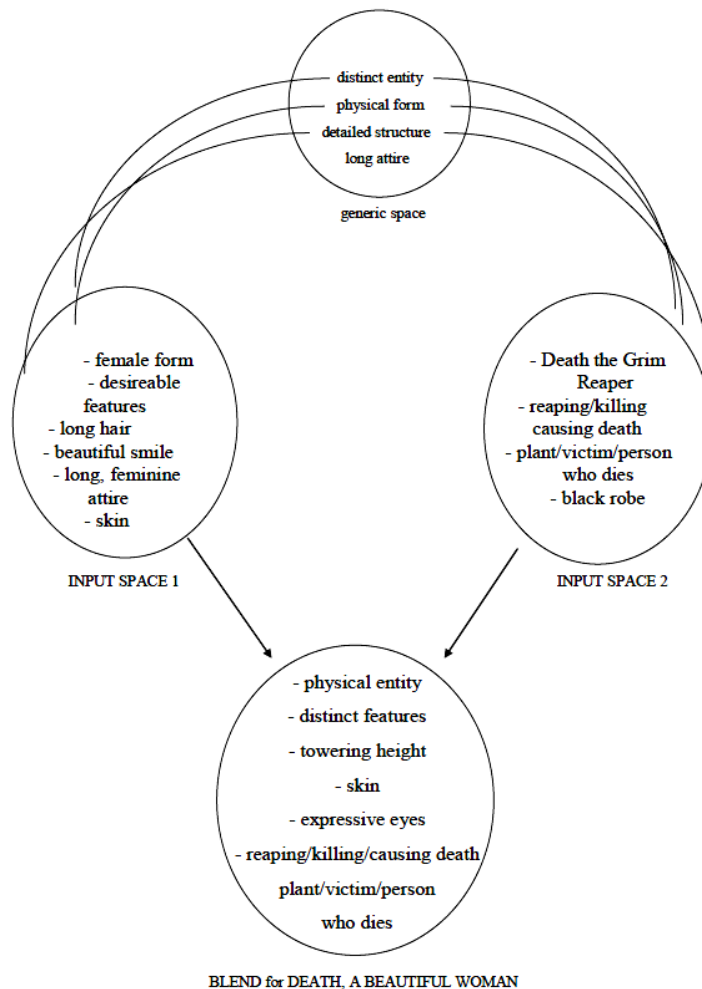 distinct entity
physical form
detailed structure
long attire
generic space
- female form
- desireable
features
- long hair
- beautiful smile
- long, feminine
attire
- skin
INPUT SPACE 1
- Death the Grim
Reaper
- reaping/killing
causing death
- plant/victim/person
who dies
- black robe
INPUT SPACE 2
- physical entity
- distinct features
- towering height
- skin
- expressive eyes
- reaping/killing/causing death
plant/victim/person
who dies
BLEND for DEATH, A BEAUTIFUL WOMAN